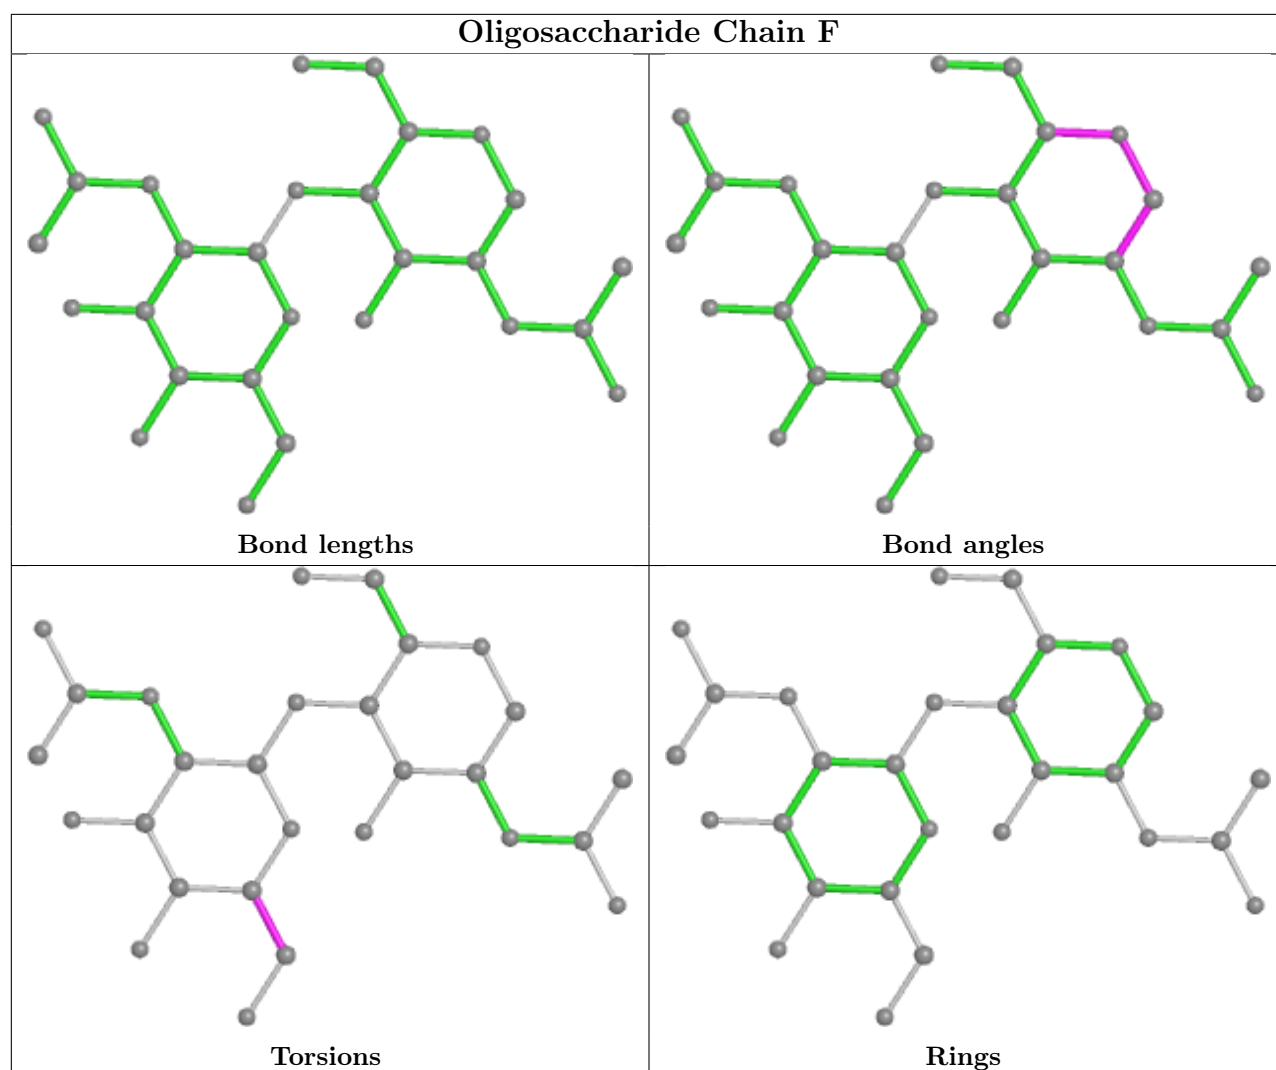 Oligosaccharide Chain F
Bond lengths
Bond angles
Torsions
Rings